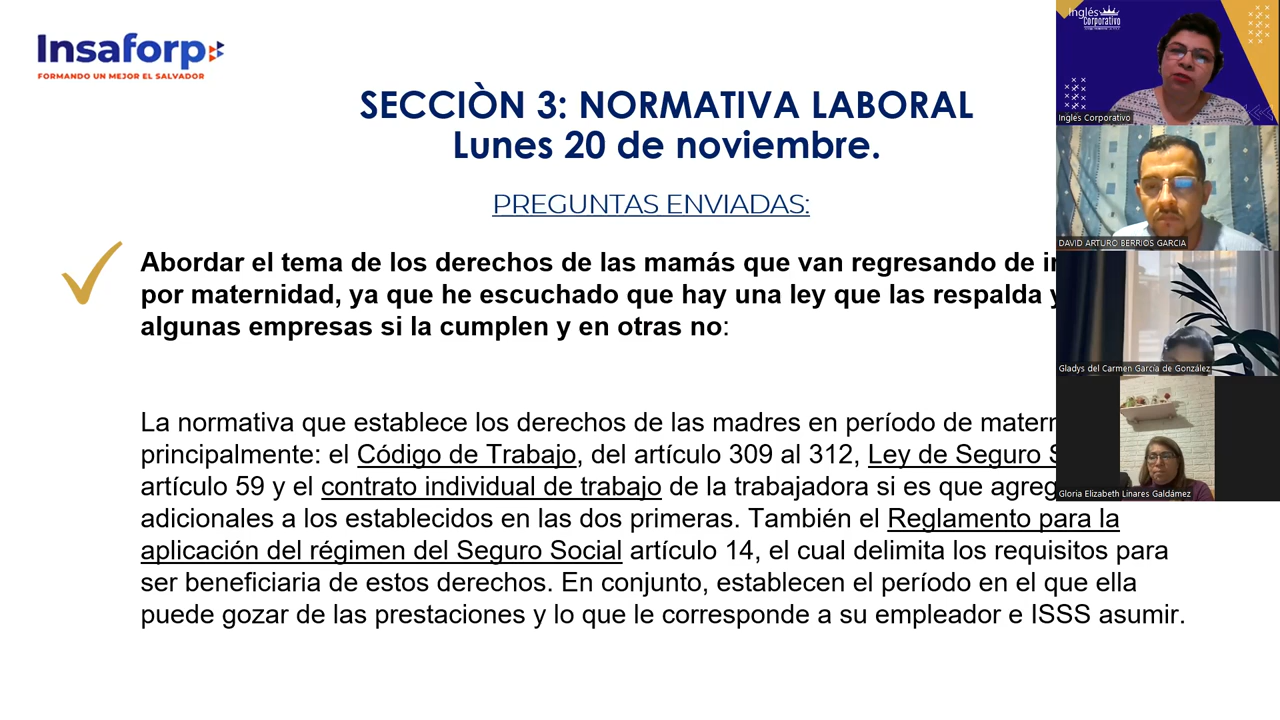 Insaforp
FORMANDO UN MEJOR EL SALVADOR
SECCIÒN 3: NORMATIVA LABORAL
Lunes 20 de noviembre.
PREGUNTAS ENVIADAS:
Abordar el tema de los derechos de las mamás que van regresando de
por maternidad, ya que he escuchado que hay una ley que las respalda y
algunas empresas si la cumplen y en otras no:
La normativa que establece los derechos de las madres en período de
principalmente: el Código de Trabajo, del artículo 309 al 312, Ley de Seguro
artículo 59 y el contrato individual de trabajo de la trabajadora si es que
adicionales a los establecidos en las dos primeras. También el Reglamento para la
aplicación del régimen del Seguro Social artículo 14, el cual delimita los requisitos para
ser beneficiaria de estos derechos. En conjunto, establecen el período en el que ella
puede gozar de las prestaciones y lo que le corresponde a su empleador e ISSS asumir.
Inglés
Corporativo
Inglés Corporativo
DAVID ARTURO BERRIOS GARCIA
Gladys del Carmen García de González
Gloria Elizabeth Linares Galdámez